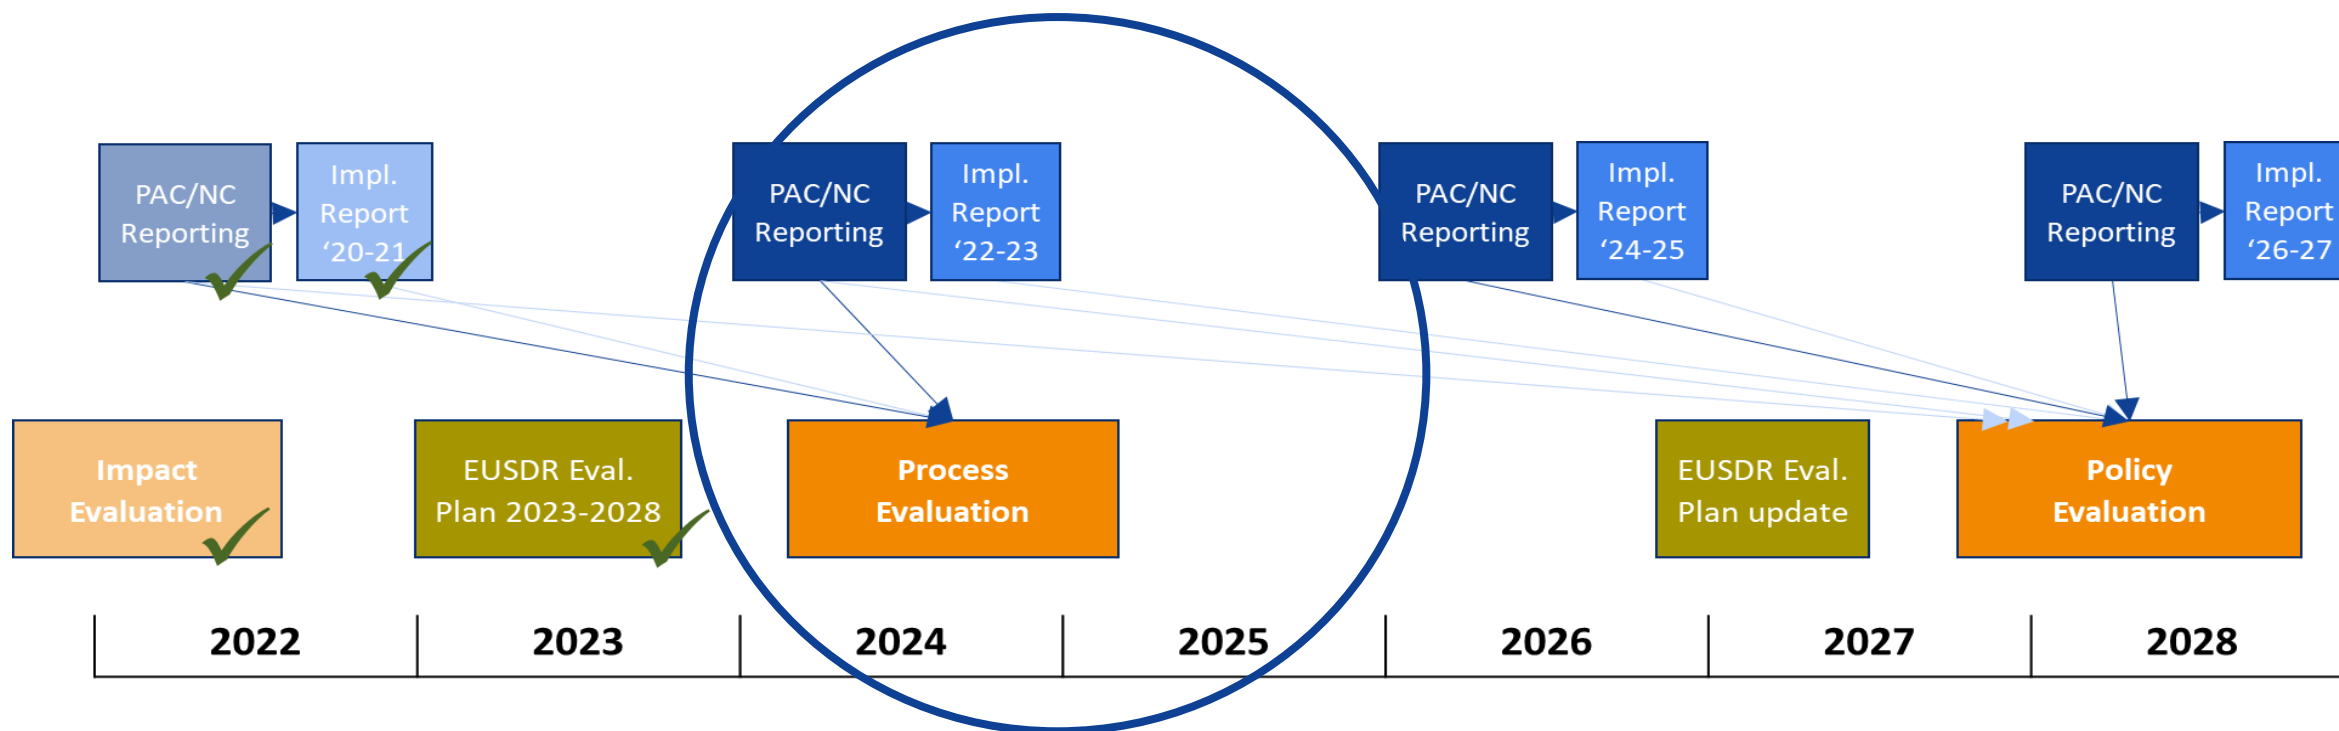 PAC/NC
Reporting
Impl.
Report
‘20-21
PAC/NC
Reporting
Impl.
Report
‘22-23
PAC/NC
Reporting
Impl.
Report
‘24-25
PAC/NC
Reporting
Impl.
Report
‘26-27
Impact
Evaluation
EUSDR Eval.
Plan 2023-2028
Process
Evaluation
EUSDR Eval.
Plan update
Policy
Evaluation
2022
2023
2024
2025
2026
2027
2028